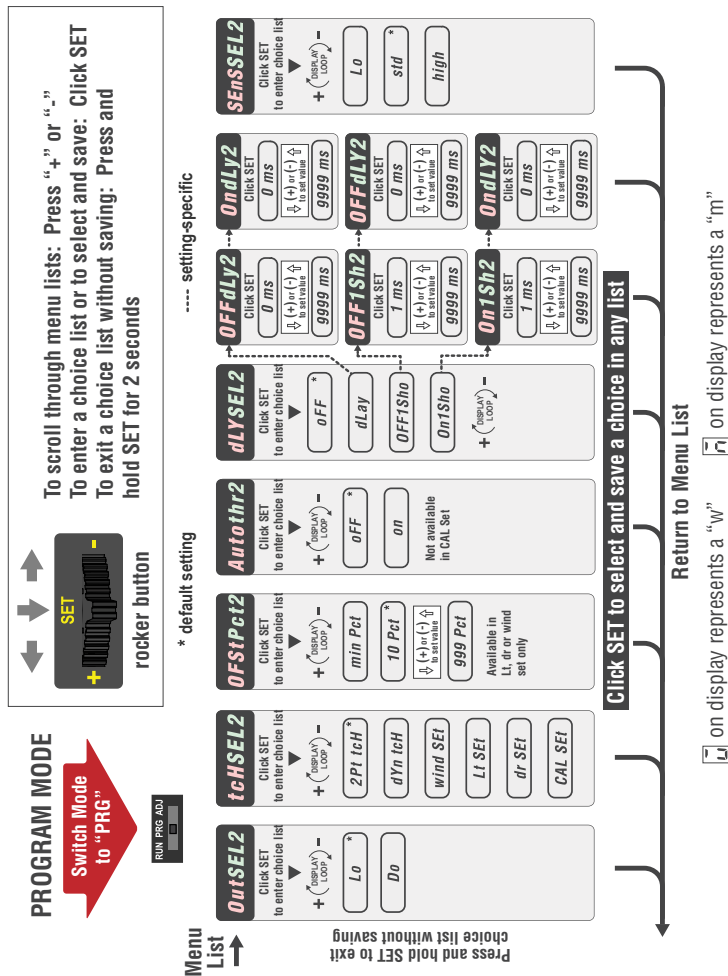 PROGRAM MODE
Switch Mode
to "PRG"
RUN PRG ADJ
+ SET -
rocker button
To scroll through menu lists: Press "+" or "-"
To enter a choice list or to select and save: Click SET
To exit a choice list without saving: Press and
hold SET for 2 seconds
* default setting
----- setting-specific
Menu
List
Press and hold SET to exit
choice list without saving
OutSEL2
Click SET
to enter choice list
+ (DISPLAY LOOP) -
Lo *
Do
tcHSEL2
Click SET
to enter choice list
+ (DISPLAY LOOP) -
2Pt tcH *
dYn tcH
wind SEt
Lt SEt
dr SEt
CAL SEt
OFStPct2
Click SET
to enter choice list
+ (DISPLAY LOOP) -
min Pct
10 Pct *
(+) or (-)
to set value
999 Pct
Available in
Lt, dr or wind
set only
Autothr2
Click SET
to enter choice list
+ (DISPLAY LOOP) -
oFF *
on
Not available
in CAL Set
dLYSEL2
Click SET
to enter choice list
oFF *
dLay
OFF1Sho
On1Sho
+ (DISPLAY LOOP) -
OFFdLy2
Click SET
0 ms
(+) or (-)
to set value
9999 ms
OndLy2
Click SET
0 ms
(+) or (-)
to set value
9999 ms
OFF1Sh2
Click SET
1 ms
(+) or (-)
to set value
9999 ms
OFFdLY2
Click SET
0 ms
(+) or (-)
to set value
9999 ms
On1Sh2
Click SET
1 ms
(+) or (-)
to set value
9999 ms
OndLY2
Click SET
0 ms
(+) or (-)
to set value
9999 ms
SEnSSEL2
Click SET
to enter choice list
+ (DISPLAY LOOP) -
Lo
std *
high
Click SET to select and save a choice in any list
Return to Menu List
on display represents a "w"
on display represents a "m"